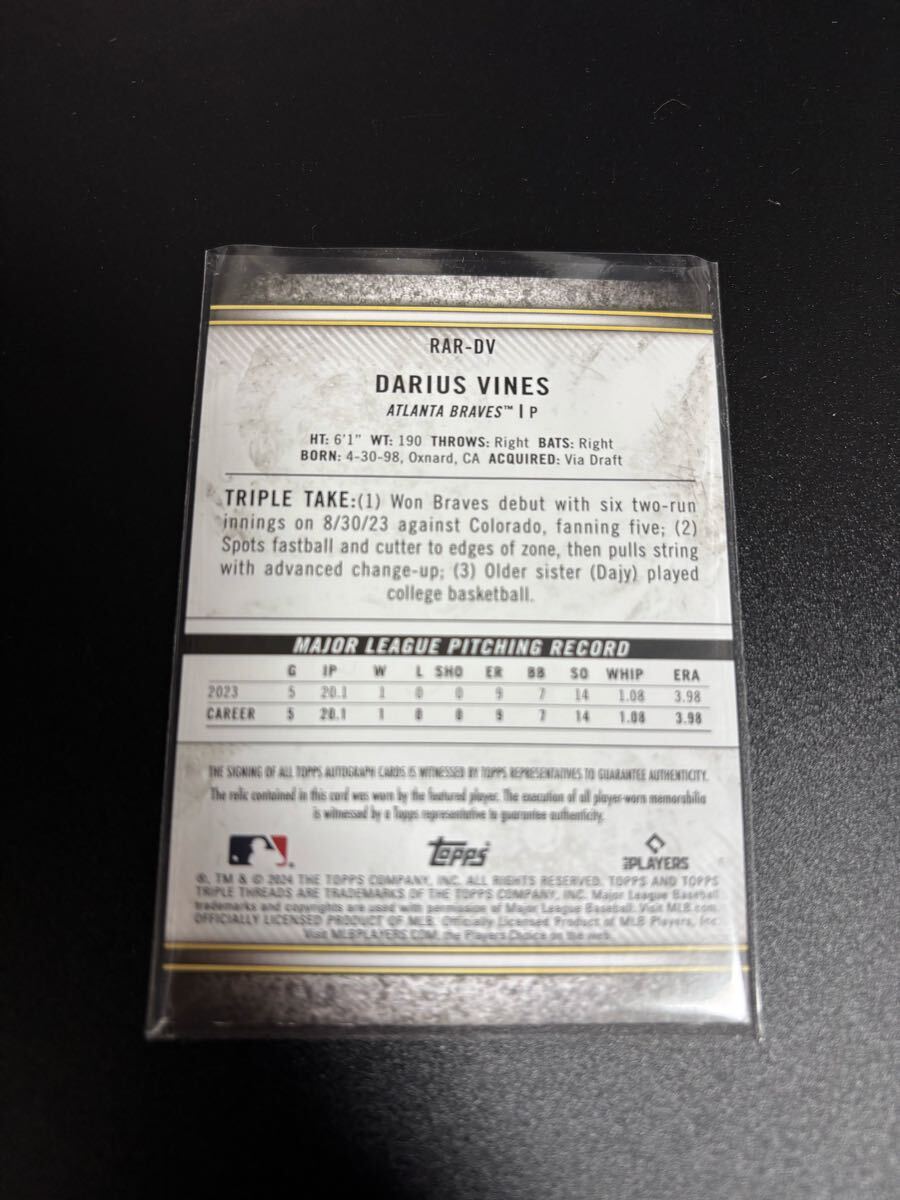 RAR-DV
DARIUS VINES
ATLANTA BRAVES™ | P
HT: 6'1" WT: 190 THROWS: Right BATS: Right
BORN: 4-30-98, Oxnard, CA ACQUIRED: Via Draft
TRIPLE TAKE:(1) Won Braves debut with six two-run
innings on 8/30/23 against Colorado, fanning five; (2)
Spots fastball and cutter to edges of zone, then pulls string
with advanced change-up; (3) Older sister (Dajy) played
college basketball.
MAJOR LEAGUE PITCHING RECORD
G IP W L SHO ER BB SO WHIP ERA
2023 5 20.1 1 0 0 9 7 14 1.08 3.98
CAREER 5 20.1 1 0 0 9 7 14 1.08 3.98
THE SIGNING OF ALL TOPPS AUTOGRAPH CARDS IS WITNESSED BY TOPPS REPRESENTATIVES TO GUARANTEE AUTHENTICITY.
The relic contained in this card was worn by the featured player. The execution of all player-worn memorabilia
is witnessed by a Topps representative to guarantee authenticity.
topps
PLAYERS
®, TM & © 2024 THE TOPPS COMPANY, INC. ALL RIGHTS RESERVED. TOPPS AND TOPPS
TRIPLE THREADS ARE TRADEMARKS OF THE TOPPS COMPANY, INC. Major League Baseball
trademarks and copyrights are used with permission of Major League Baseball. Visit MLB.com.
OFFICIALLY LICENSED PRODUCT OF MLB. Officially Licensed Product of MLB Players, Inc.
Visit MLBPLAYERS.COM, the Players Choice on the web.